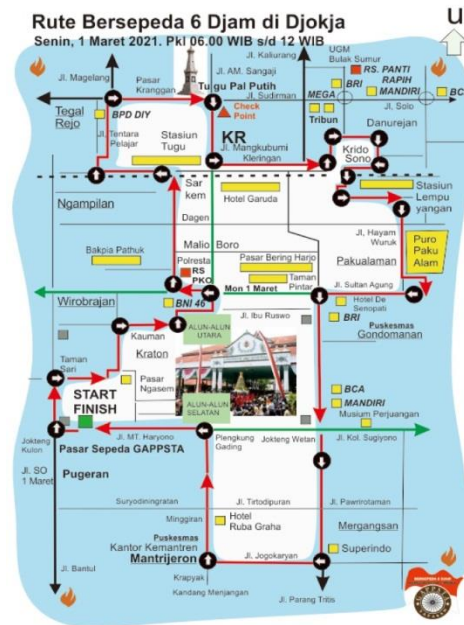 Rute Bersepeda 6 Djam di Djokja
Senin, 1 Maret 2021. Pkl 06.00 WIB s/d 12 WIB
u
Jl. Magelang
Pasar
Kranggan
Tugu Pal Putih
Jl. Kaliurang
Jl. AM. Sangaji
Jl. Sudirman
UGM
Bulak Sumur
RS. PANTI
RAPIH
BRI
MANDIRI
BC
MEGA
Jl. Solo
Tegal
Rejo
BPD DIY
Check
Point
Tribun
Danurejan
Jl. Tentara
Pelajar
Stasiun
Tugu
KR
Jl. Mangkubumi
Kleringan
Krido
Sono
Ngampilan
Sar
kem
Hotel Garuda
Stasiun
Lempu
yangan
Dagen
Malio Boro
Jl. Hayam
Wuruk
Puro
Paku
Alam
Bakpia Pathuk
Pasar Bering Harjo
Pakualaman
Polresta
RS
PKO
Taman
Pintar
Mon 1 Maret
Jl. Sultan Agung
Wirobrajan
BNI 46
Hotel De
Senopati
BRI
Puskesmas
Gondomanan
Kauman
ALUN-ALUN
UTARA
Jl. Ibu Ruswo
Taman
Sari
Kraton
Pasar
Ngasem
START
FINISH
ALUN-ALUN
SELATAN
BCA
MANDIRI
Musium Perjuangan
Jokteng
Kulon
Jl. MT. Haryono
Plengkung
Gading
Jokteng Wetan
Jl. Kol. Sugiyono
Pasar Sepeda GAPPSTA
Jl. SO
1 Maret
Pugeran
Suryodiningratan
Jl. Tirtodipuran
Jl. Pawirotaman
Minggiran
Hotel
Ruba Graha
Mergangsan
Puskesmas
Kantor Kemantren
Mantrijeron
Jl. Jogokaryan
Superindo
Jl. Bantul
Krapyak
Kandang Menjangan
Jl. Parang Tritis